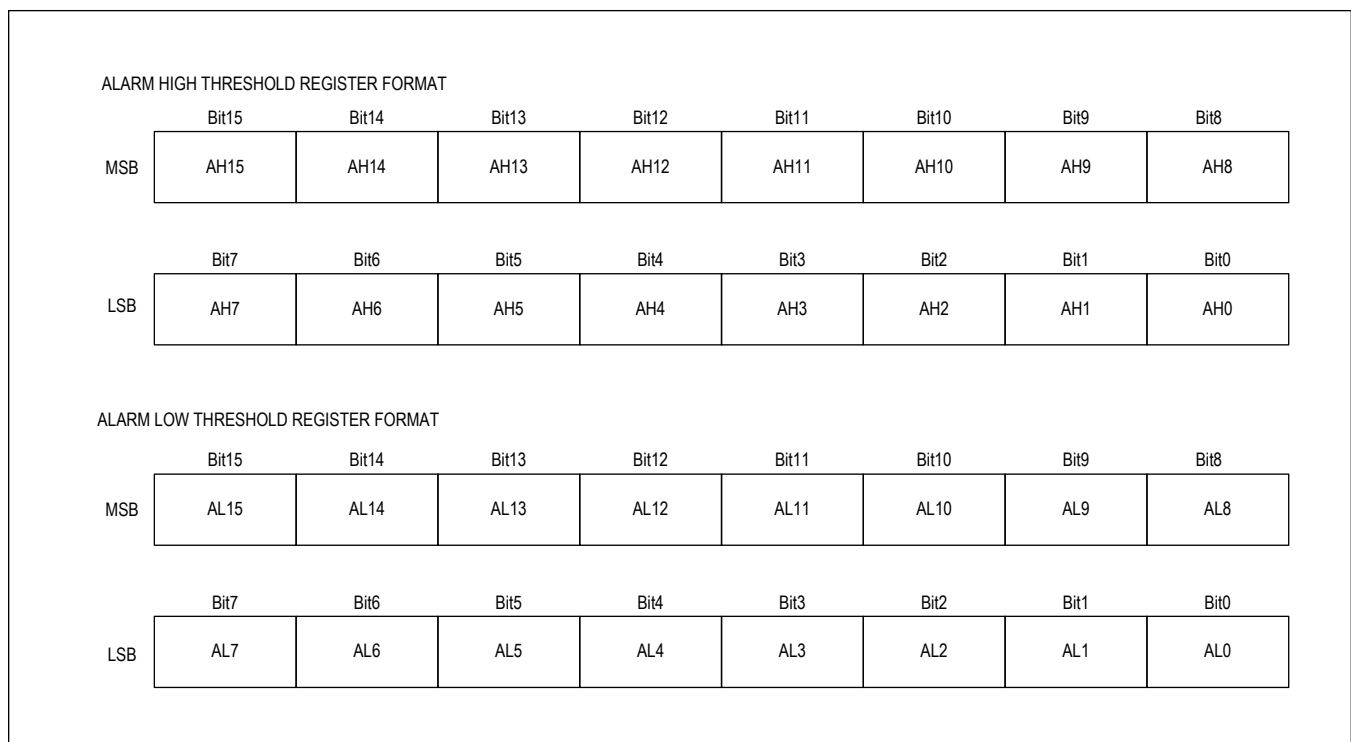 ALARM HIGH THRESHOLD REGISTER FORMAT
Bit15 Bit14 Bit13 Bit12 Bit11 Bit10 Bit9 Bit8
MSB AH15 AH14 AH13 AH12 AH11 AH10 AH9 AH8
Bit7 Bit6 Bit5 Bit4 Bit3 Bit2 Bit1 Bit0
LSB AH7 AH6 AH5 AH4 AH3 AH2 AH1 AH0
ALARM LOW THRESHOLD REGISTER FORMAT
Bit15 Bit14 Bit13 Bit12 Bit11 Bit10 Bit9 Bit8
MSB AL15 AL14 AL13 AL12 AL11 AL10 AL9 AL8
Bit7 Bit6 Bit5 Bit4 Bit3 Bit2 Bit1 Bit0
LSB AL7 AL6 AL5 AL4 AL3 AL2 AL1 AL0